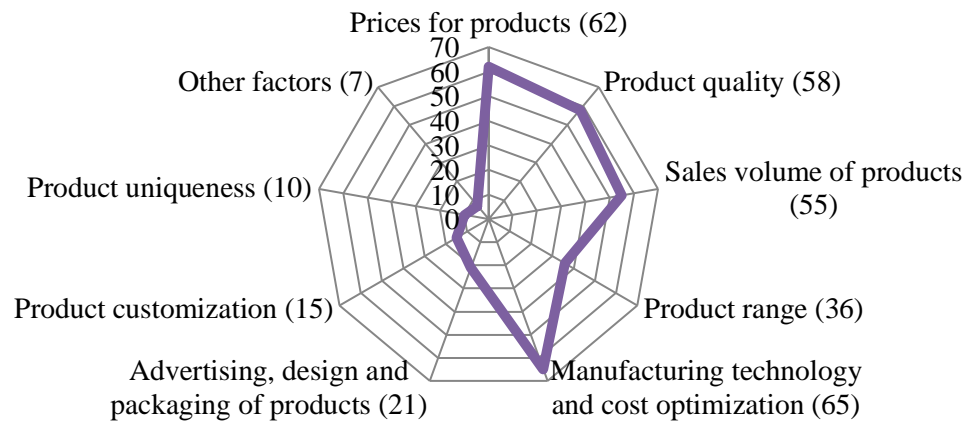 Prices for products (62)
70
60
50
40
30
20
10
0
Product quality (58)
Sales volume of products
(55)
Product range (36)
Manufacturing technology
and cost optimization (65)
Advertising, design and
packaging of products (21)
Product customization (15)
Product uniqueness (10)
Other factors (7)